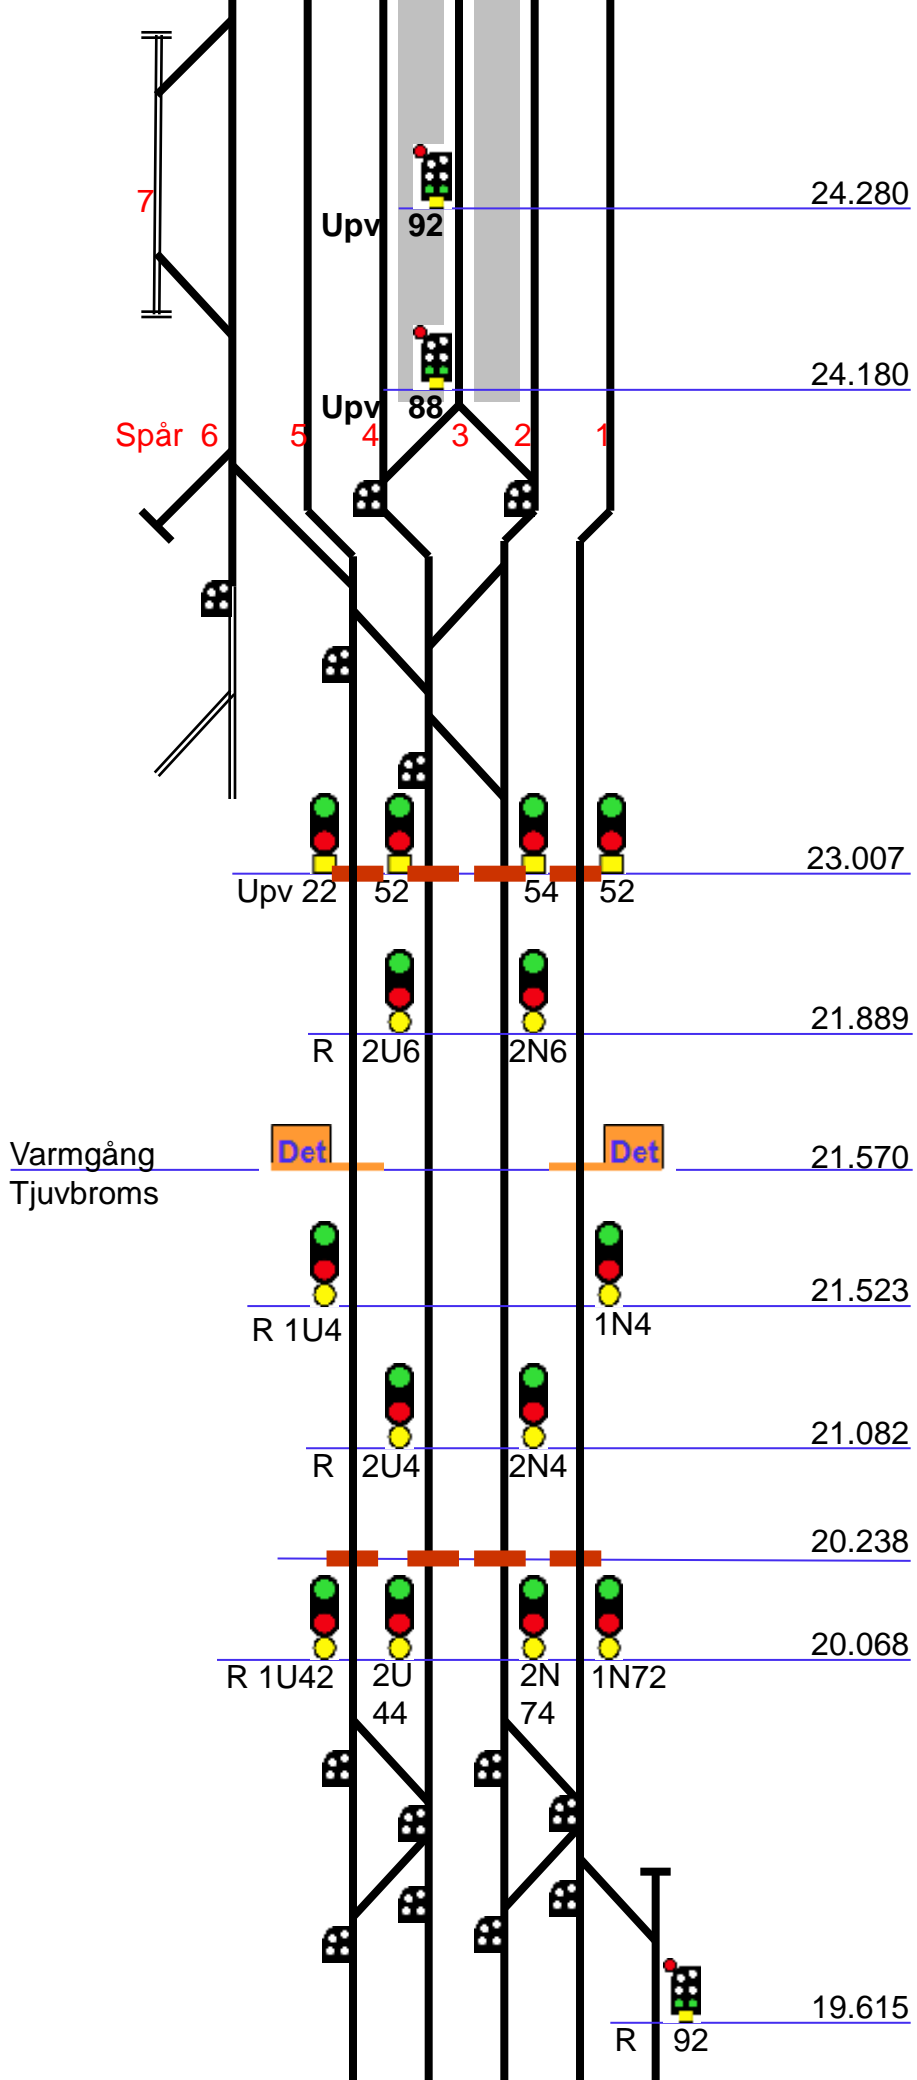 7
24.280
Upv 92
24.180
Upv 88
Spår 6 5 4 3 2 1
23.007
Upv 22 52 54 52
21.889
R 2U6 2N6
Varmgång Det Det 21.570
Tjuvbroms
21.523
R 1U4 1N4
21.082
R 2U4 2N4
20.238
20.068
R 1U42 2U 2N 1N72
44 74
19.615
R 92